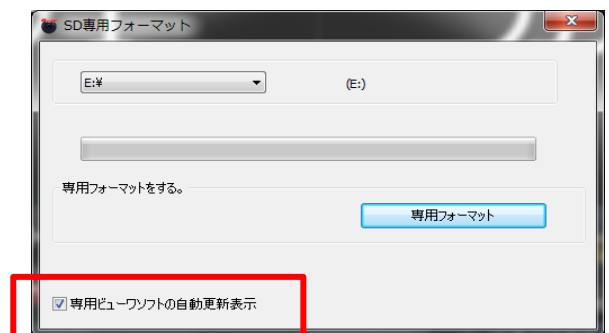 SD専用フォーマット
E:¥
(E:)
専用フォーマットをする。
専用フォーマット
専用ビューワソフトの自動更新表示